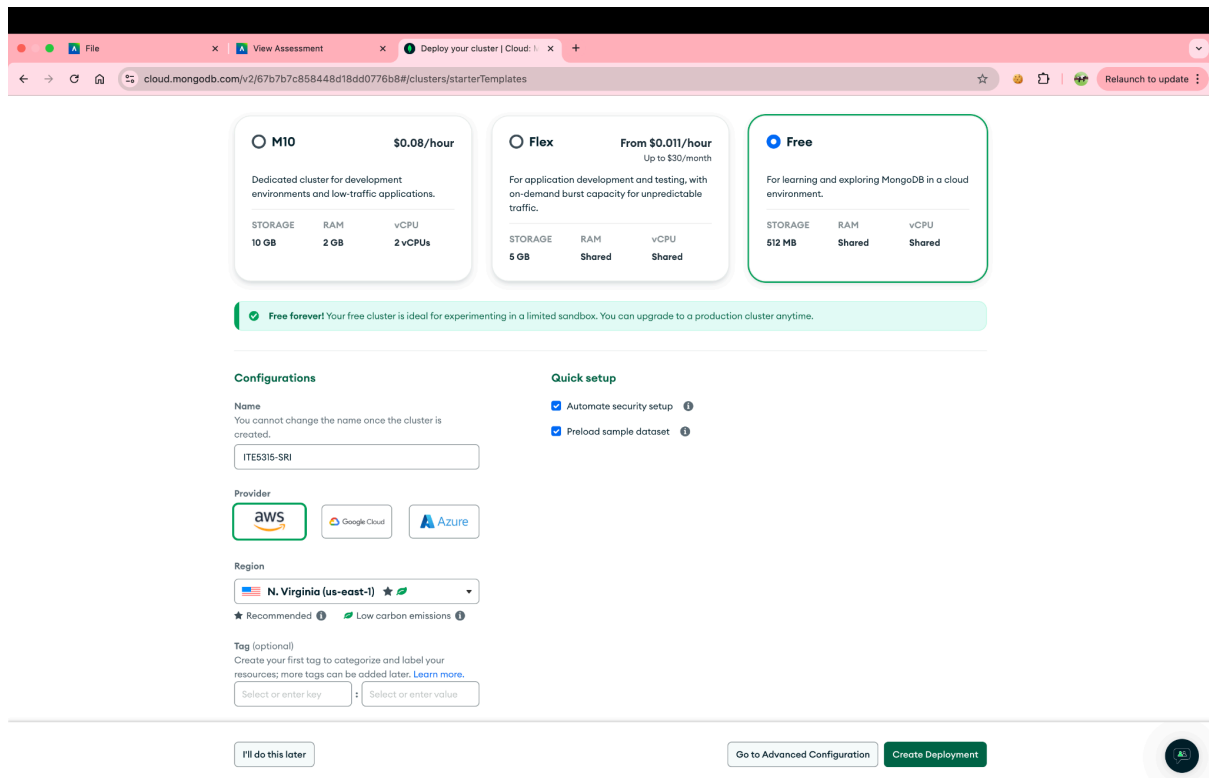 File
View Assessment
Deploy your cluster | Cloud: M
cloud.mongodb.com/v2/67b7b7c858448d18dd0776b8#/clusters/starterTemplates
Relaunch to update
M10
$0.08/hour
Dedicated cluster for development
environments and low-traffic applications.
STORAGE RAM vCPU
10 GB 2 GB 2 vCPUs
Flex
From $0.011/hour
Up to $30/month
For application development and testing, with
on-demand burst capacity for unpredictable
traffic.
STORAGE RAM vCPU
5 GB Shared Shared
Free
For learning and exploring MongoDB in a cloud
environment.
STORAGE RAM vCPU
512 MB Shared Shared
Free forever! Your free cluster is ideal for experimenting in a limited sandbox. You can upgrade to a production cluster anytime.
Configurations
Name
You cannot change the name once the cluster is
created.
ITE5315-SRI
Provider
aws
Google Cloud
Azure
Region
N. Virginia (us-east-1)
Recommended
Low carbon emissions
Tag (optional)
Create your first tag to categorize and label your
resources; more tags can be added later. Learn more.
Select or enter key : Select or enter value
Quick setup
Automate security setup
Preload sample dataset
I'll do this later
Go to Advanced Configuration
Create Deployment